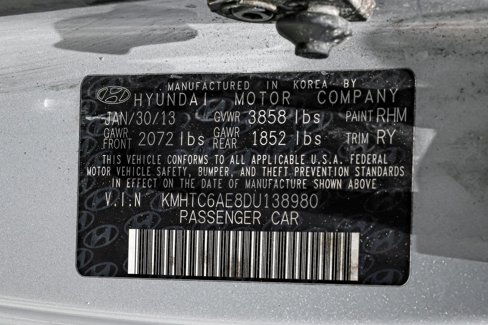 MANUFACTURED IN KOREA BY
HYUNDAI MOTOR COMPANY
JAN/30/13 GVWR 3858 lbs PAINT RHM
GAWR FRONT 2072 lbs GAWR REAR 1852 lbs TRIM RY
THIS VEHICLE CONFORMS TO ALL APPLICABLE U.S.A. FEDERAL
MOTOR VEHICLE SAFETY, BUMPER, AND THEFT PREVENTION STANDARDS
IN EFFECT ON THE DATE OF MANUFACTURE SHOWN ABOVE.
V.I.N KMHTC6AE8DU138980
PASSENGER CAR